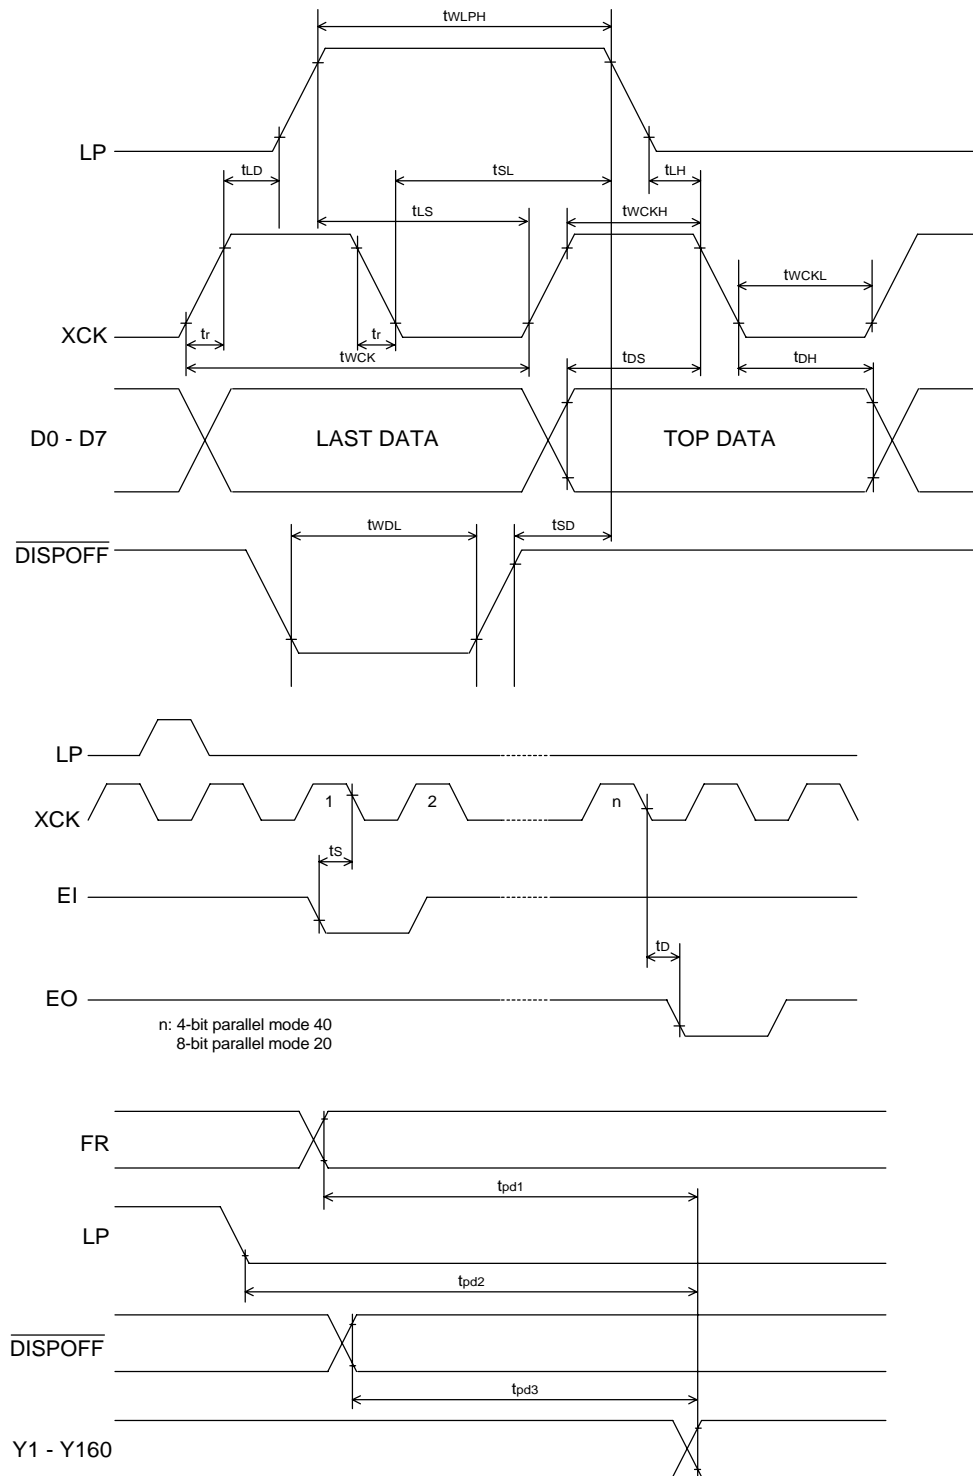 tWLPH
LP
tLD
tSL
tLH
tLS
tWCKH
tWCKL
XCK
tr
tr
tWCK
tDS
tDH
D0 - D7
LAST DATA
TOP DATA
tWDL
tSD
DISPOFF
LP
XCK
1
2
n
tS
EI
tD
EO
n: 4-bit parallel mode 40
8-bit parallel mode 20
FR
tpd1
LP
tpd2
DISPOFF
tpd3
Y1 - Y160